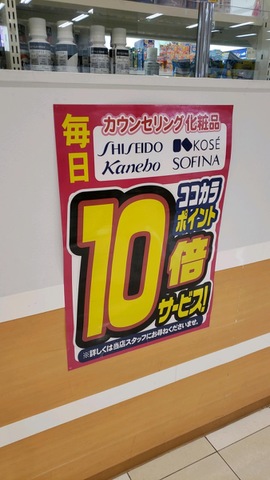 毎日
カウンセリング化粧品
SHISEIDO KOSÉ
Kanebo SOFINA
ココカラ
ポイント
10倍
サービス!
※詳しくは当店スタッフにお尋ねくださいませ。